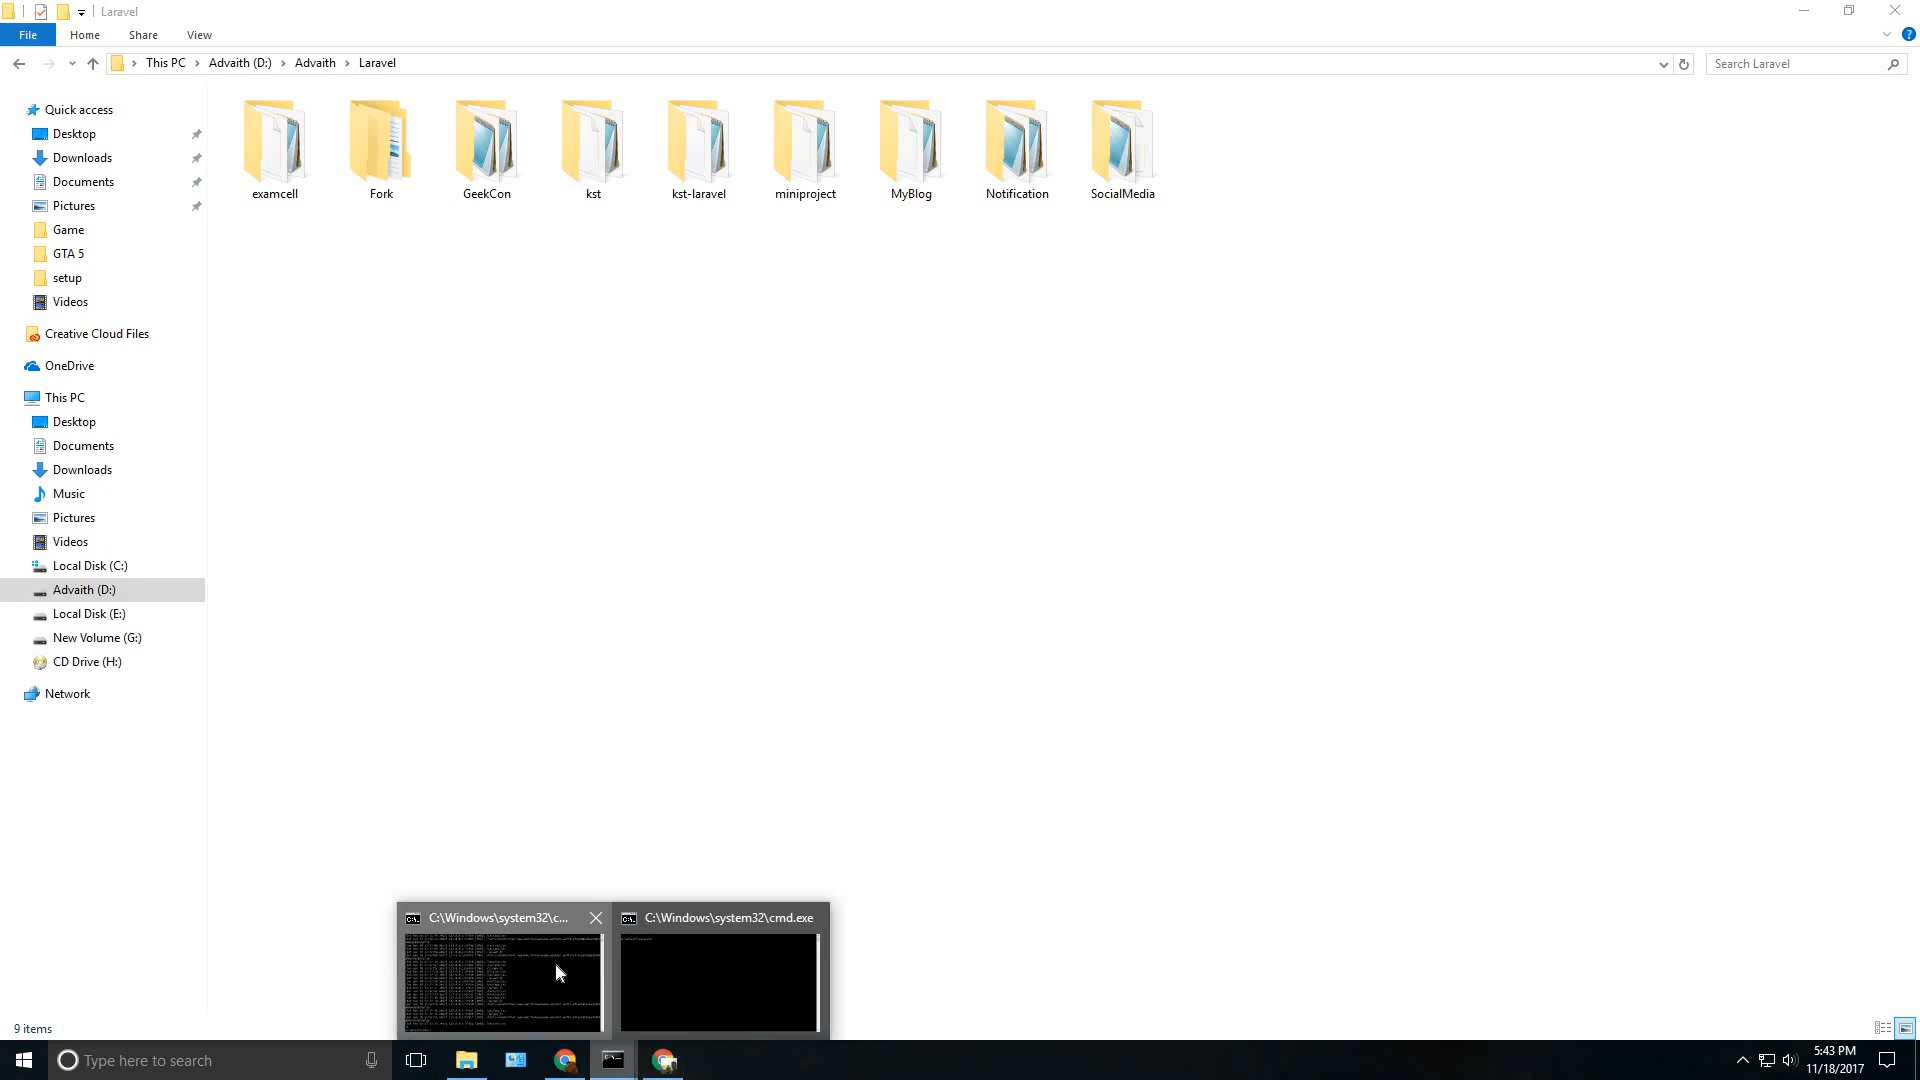 Laravel
File Home Share View
This PC Advaith (D:) Advaith Laravel
Search Laravel
Quick access
Desktop
Downloads
Documents
Pictures
Game
GTA 5
setup
Videos
Creative Cloud Files
OneDrive
This PC
Desktop
Documents
Downloads
Music
Pictures
Videos
Local Disk (C:)
Advaith (D:)
Local Disk (E:)
New Volume (G:)
CD Drive (H:)
Network
examcell Fork GeekCon kst kst-laravel miniproject MyBlog Notification SocialMedia
C:\Windows\system32\c... C:\Windows\system32\cmd.exe
9 items
Type here to search
5:43 PM
11/18/2017